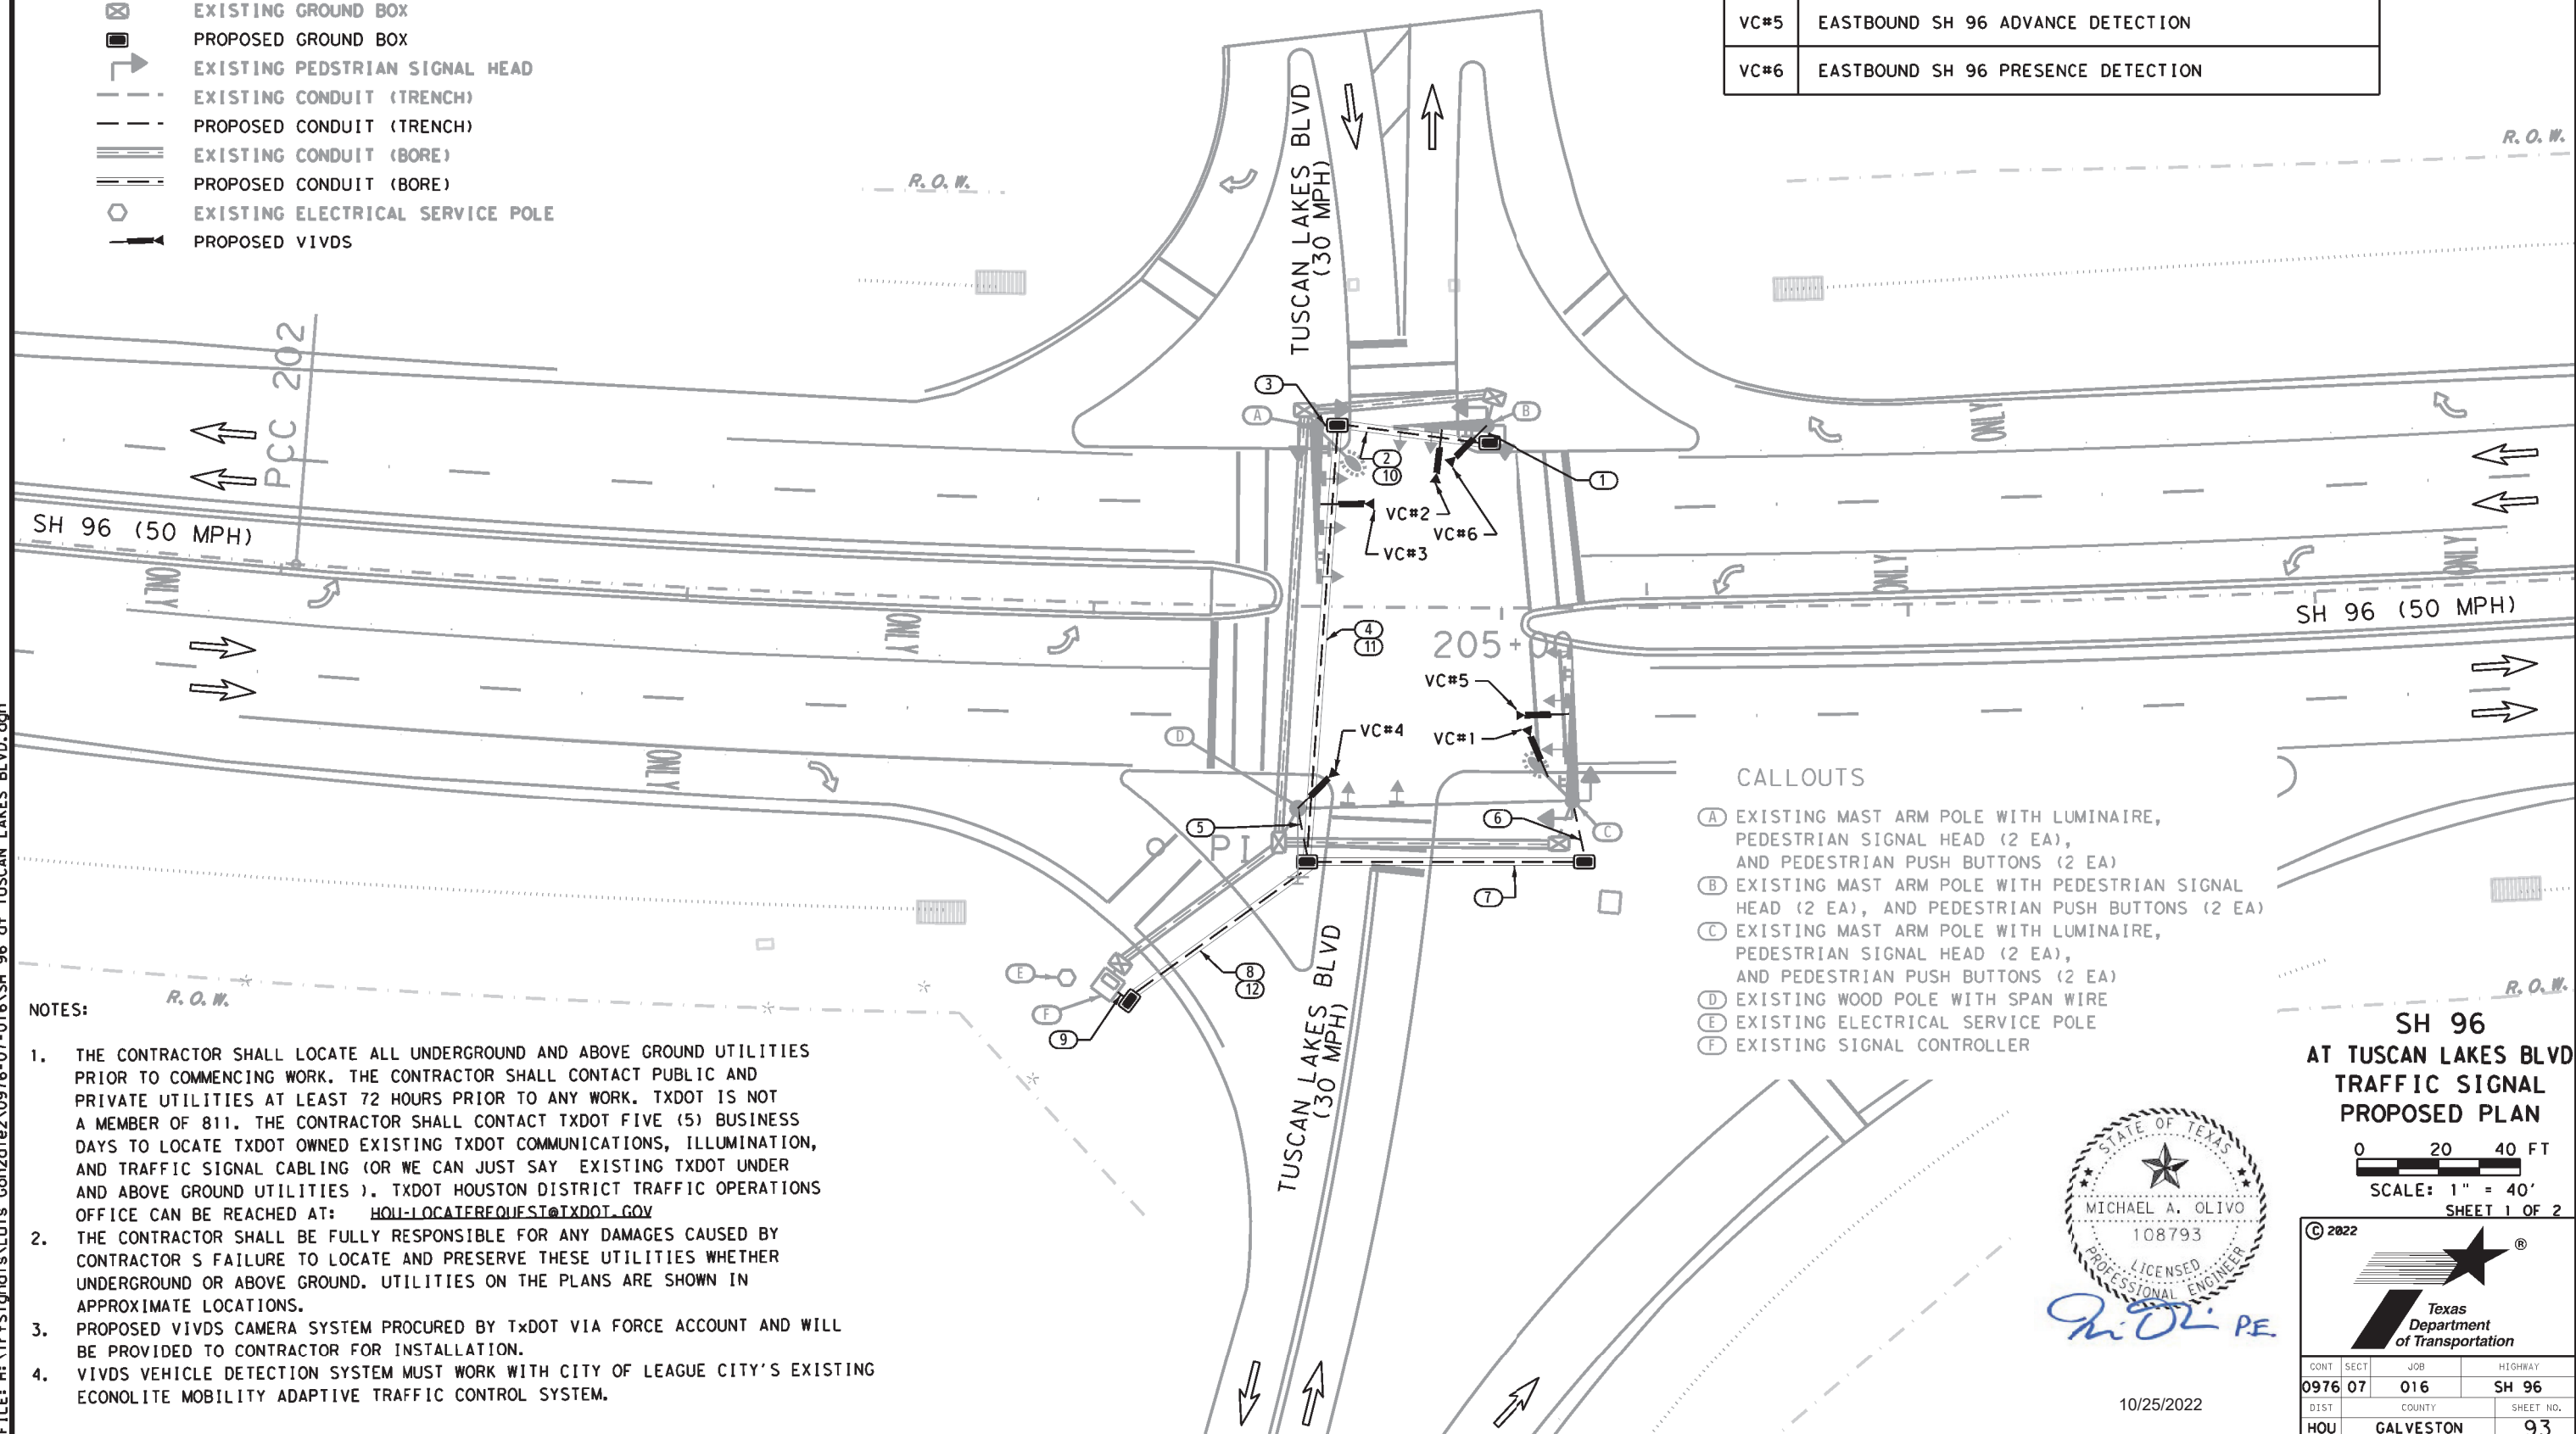 EXISTING GROUND BOX
PROPOSED GROUND BOX
EXISTING PEDSTRIAN SIGNAL HEAD
EXISTING CONDUIT (TRENCH)
PROPOSED CONDUIT (TRENCH)
EXISTING CONDUIT (BORE)
PROPOSED CONDUIT (BORE)
EXISTING ELECTRICAL SERVICE POLE
PROPOSED VIVDS
VC#5 EASTBOUND SH 96 ADVANCE DETECTION
VC#6 EASTBOUND SH 96 PRESENCE DETECTION
R.O.W.
R.O.W.
TUSCAN LAKES BLVD
(30 MPH)
PCC 202
SH 96 (50 MPH)
ONLY
ONLY
ONLY
ONLY
ONLY
ONLY
SH 96 (50 MPH)
3
A
B
2
10
1
VC#2
VC#6
VC#3
4
11
205+00
VC#5
VC#4
VC#1
D
5
PI
6
C
7
8
12
E
F
9
TUSCAN LAKES BLVD
(30 MPH)
CALLOUTS
A EXISTING MAST ARM POLE WITH LUMINAIRE,
PEDESTRIAN SIGNAL HEAD (2 EA),
AND PEDESTRIAN PUSH BUTTONS (2 EA)
B EXISTING MAST ARM POLE WITH PEDESTRIAN SIGNAL
HEAD (2 EA), AND PEDESTRIAN PUSH BUTTONS (2 EA)
C EXISTING MAST ARM POLE WITH LUMINAIRE,
PEDESTRIAN SIGNAL HEAD (2 EA),
AND PEDESTRIAN PUSH BUTTONS (2 EA)
D EXISTING WOOD POLE WITH SPAN WIRE
E EXISTING ELECTRICAL SERVICE POLE
F EXISTING SIGNAL CONTROLLER
R.O.W.
R.O.W.
NOTES:
1. THE CONTRACTOR SHALL LOCATE ALL UNDERGROUND AND ABOVE GROUND UTILITIES
PRIOR TO COMMENCING WORK. THE CONTRACTOR SHALL CONTACT PUBLIC AND
PRIVATE UTILITIES AT LEAST 72 HOURS PRIOR TO ANY WORK. TXDOT IS NOT
A MEMBER OF 811. THE CONTRACTOR SHALL CONTACT TXDOT FIVE (5) BUSINESS
DAYS TO LOCATE TXDOT OWNED EXISTING TXDOT COMMUNICATIONS, ILLUMINATION,
AND TRAFFIC SIGNAL CABLING (OR WE CAN JUST SAY EXISTING TXDOT UNDER
AND ABOVE GROUND UTILITIES ). TXDOT HOUSTON DISTRICT TRAFFIC OPERATIONS
OFFICE CAN BE REACHED AT: HOU-LOCATEREQUEST@TXDOT.GOV
2. THE CONTRACTOR SHALL BE FULLY RESPONSIBLE FOR ANY DAMAGES CAUSED BY
CONTRACTOR S FAILURE TO LOCATE AND PRESERVE THESE UTILITIES WHETHER
UNDERGROUND OR ABOVE GROUND. UTILITIES ON THE PLANS ARE SHOWN IN
APPROXIMATE LOCATIONS.
3. PROPOSED VIVDS CAMERA SYSTEM PROCURED BY TxDOT VIA FORCE ACCOUNT AND WILL
BE PROVIDED TO CONTRACTOR FOR INSTALLATION.
4. VIVDS VEHICLE DETECTION SYSTEM MUST WORK WITH CITY OF LEAGUE CITY'S EXISTING
ECONOLITE MOBILITY ADAPTIVE TRAFFIC CONTROL SYSTEM.
STATE OF TEXAS
MICHAEL A. OLIVO
108793
LICENSED
PROFESSIONAL ENGINEER
P.E.
10/25/2022
SH 96
AT TUSCAN LAKES BLVD
TRAFFIC SIGNAL
PROPOSED PLAN
0 20 40 FT
SCALE: 1" = 40'
SHEET 1 OF 2
© 2022
®
Texas
Department
of Transportation
CONT SECT JOB HIGHWAY
0976 07 016 SH 96
DIST COUNTY SHEET NO.
HOU GALVESTON 93